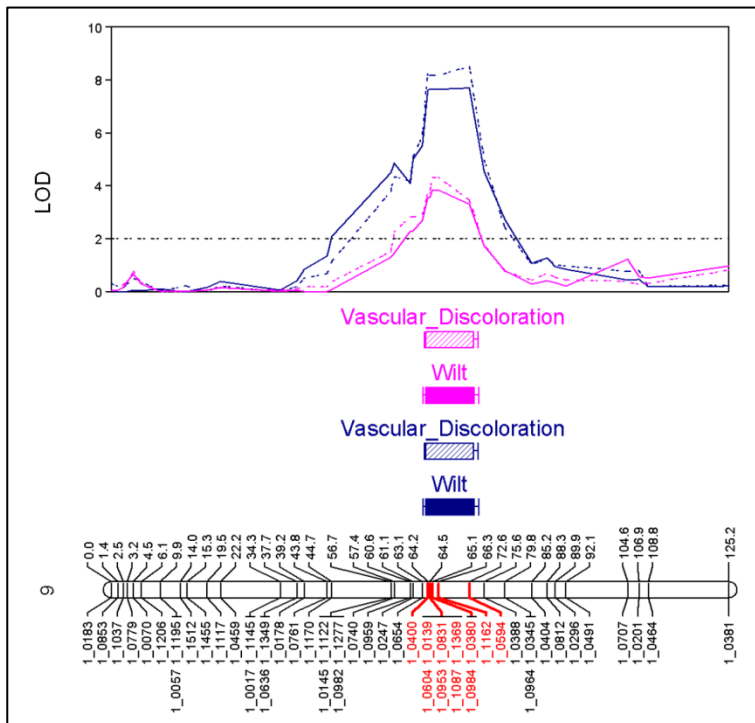 10
8
6
4
2
0
LOD
Vascular_Discoloration
Wilt
Vascular_Discoloration
Wilt
0.0 1.4 2.5 3.2 4.5 6.1 9.9 14.0 15.3 19.5 22.2 34.3 37.7 39.2 43.8 44.7 56.7 57.4 60.6 61.1 63.1 64.2 64.5 65.1 66.3 72.6 75.6 79.8 85.2 88.3 89.9 92.1 104.6 106.9 108.8 125.2
9
1_0183 1_0853 1_1037 1_0779 1_0070 1_1206 1_1195 1_1512 1_1455 1_1117 1_0459 1_1145 1_1349 1_0178 1_0761 1_1170 1_1122 1_1277 1_0740 1_0959 1_0247 1_0654 1_0400 1_0139 1_0831 1_1369 1_0380 1_1162 1_0594 1_0388 1_0345 1_0404 1_0812 1_0296 1_0491 1_0707 1_0201 1_0464 1_0381
1_0057 1_0017 1_0636 1_0145 1_0982 1_0604 1_0953 1_1087 1_0984 1_0964